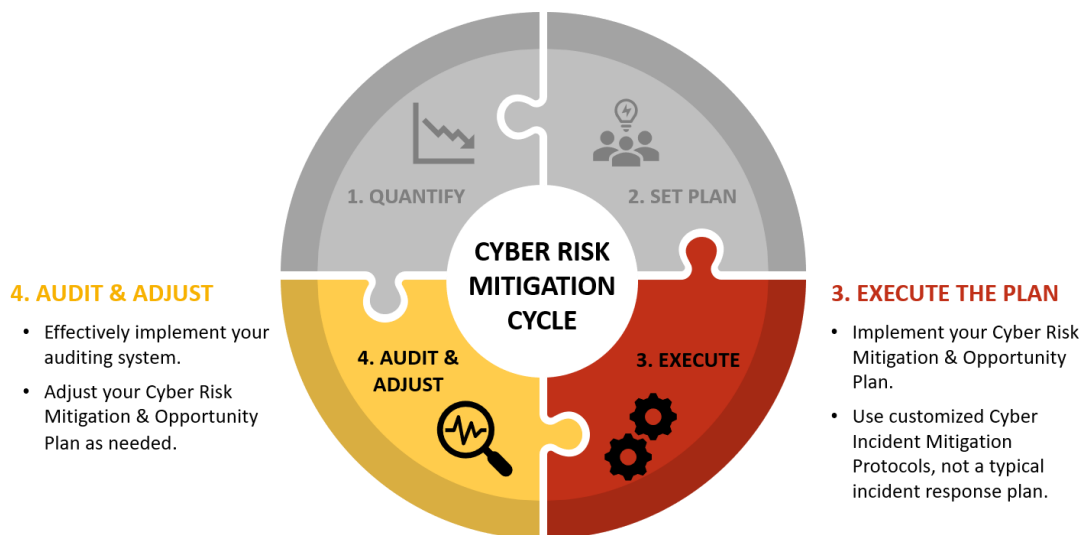 1. QUANTIFY
2. SET PLAN
CYBER RISK
MITIGATION
CYCLE
4. AUDIT & ADJUST
• Effectively implement your
auditing system.
• Adjust your Cyber Risk
Mitigation & Opportunity
Plan as needed.
4. AUDIT &
ADJUST
3. EXECUTE
3. EXECUTE THE PLAN
• Implement your Cyber Risk
Mitigation & Opportunity
Plan.
• Use customized Cyber
Incident Mitigation
Protocols, not a typical
incident response plan.